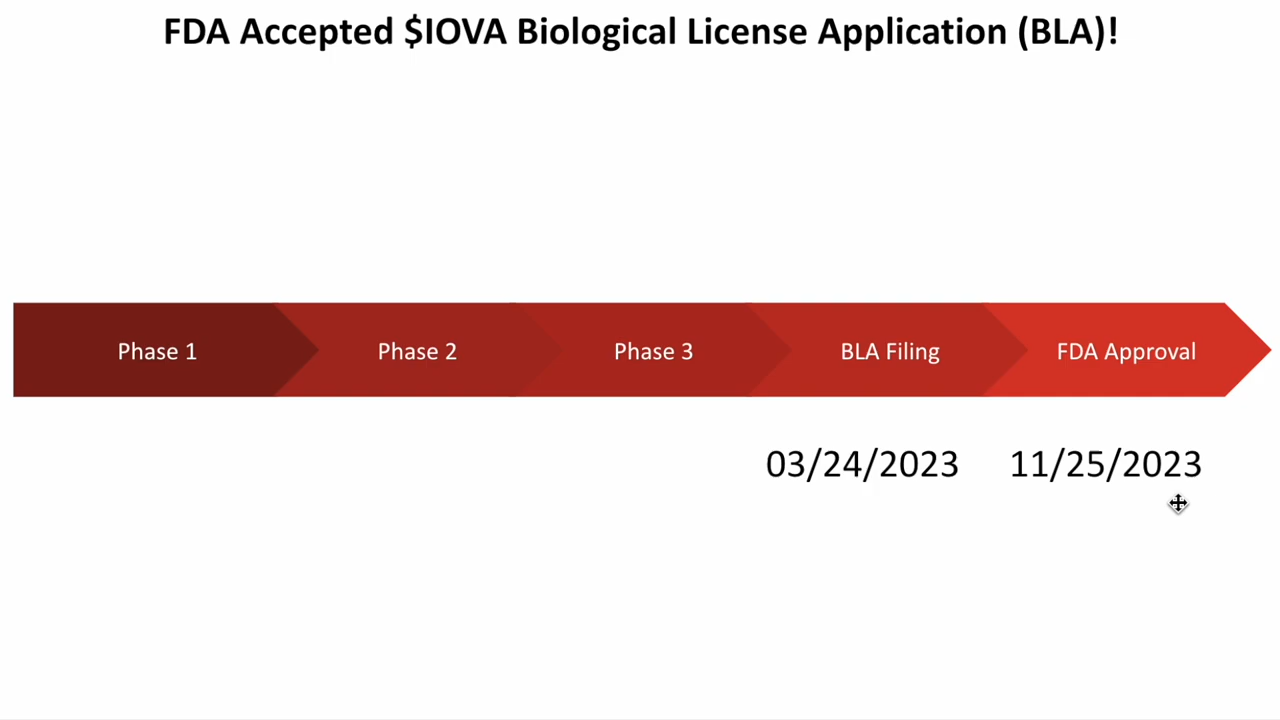 FDA Accepted $IOVA Biological License Application (BLA)!
Phase 1
Phase 2
Phase 3
BLA Filing
FDA Approval
03/24/2023
11/25/2023